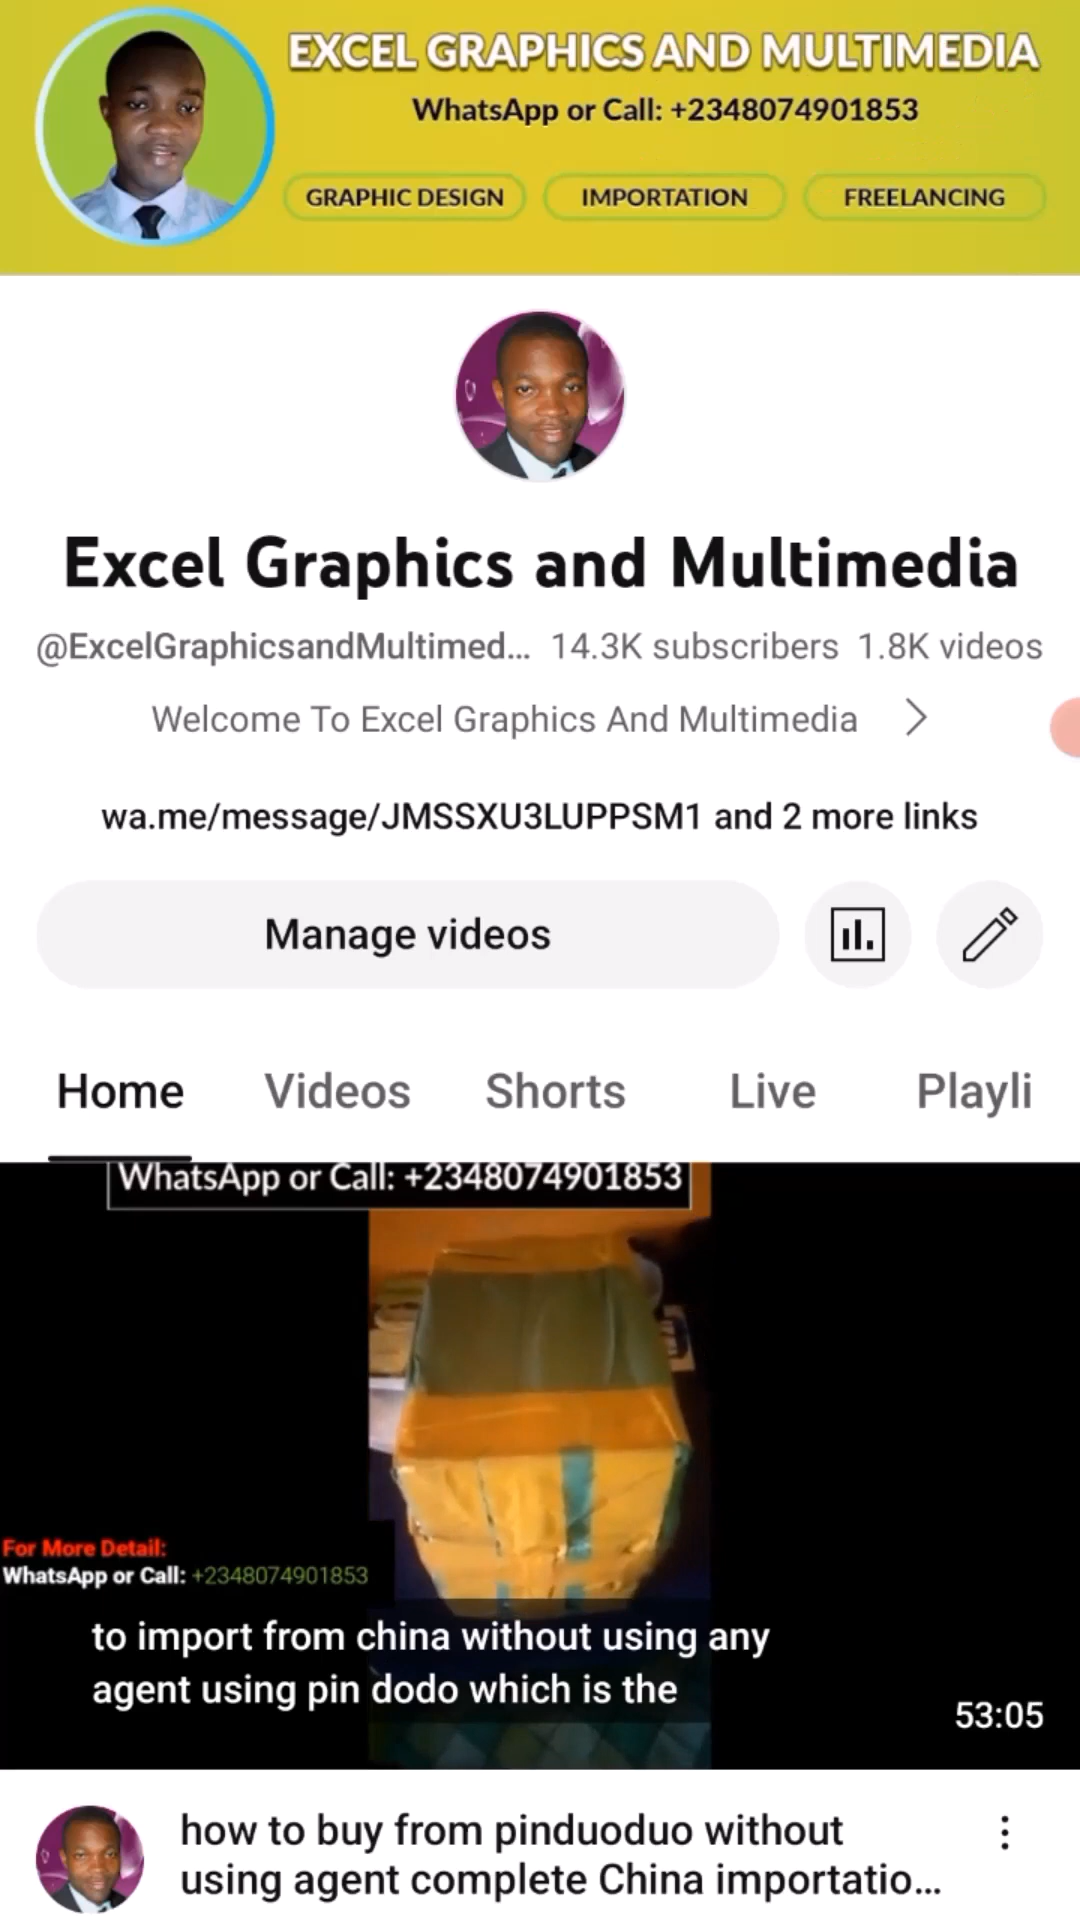 EXCEL GRAPHICS AND MULTIMEDIA
WhatsApp or Call: +2348074901853
GRAPHIC DESIGN
IMPORTATION
FREELANCING
Excel Graphics and Multimedia
@ExcelGraphicsandMultimed... 14.3K subscribers 1.8K videos
Welcome To Excel Graphics And Multimedia
wa.me/message/JMSSXU3LUPPSM1 and 2 more links
Manage videos
Home Videos Shorts Live Playli
WhatsApp or Call: +2348074901853
For More Detail:
WhatsApp or Call: +2348074901853
to import from china without using any
agent using pin dodo which is the
53:05
how to buy from pinduoduo without
using agent complete China importatio...